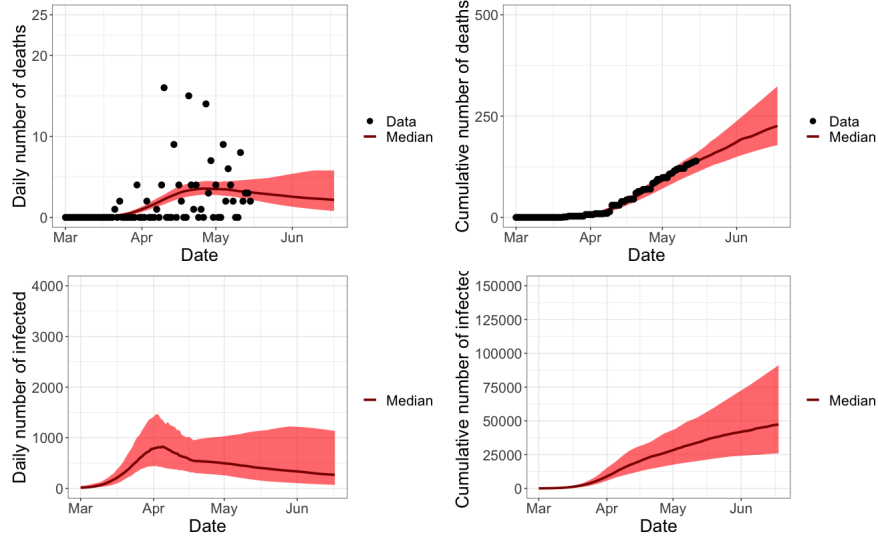 Daily number of deaths
25
20
15
10
5
0
Mar
Apr
May
Jun
Date
Data
Median
Cumulative number of deaths
500
250
0
Mar
Apr
May
Jun
Date
Data
Median
Daily number of infected
4000
3000
2000
1000
0
Mar
Apr
May
Jun
Date
Median
Cumulative number of infected
150000
125000
100000
75000
50000
25000
0
Mar
Apr
May
Jun
Date
Median